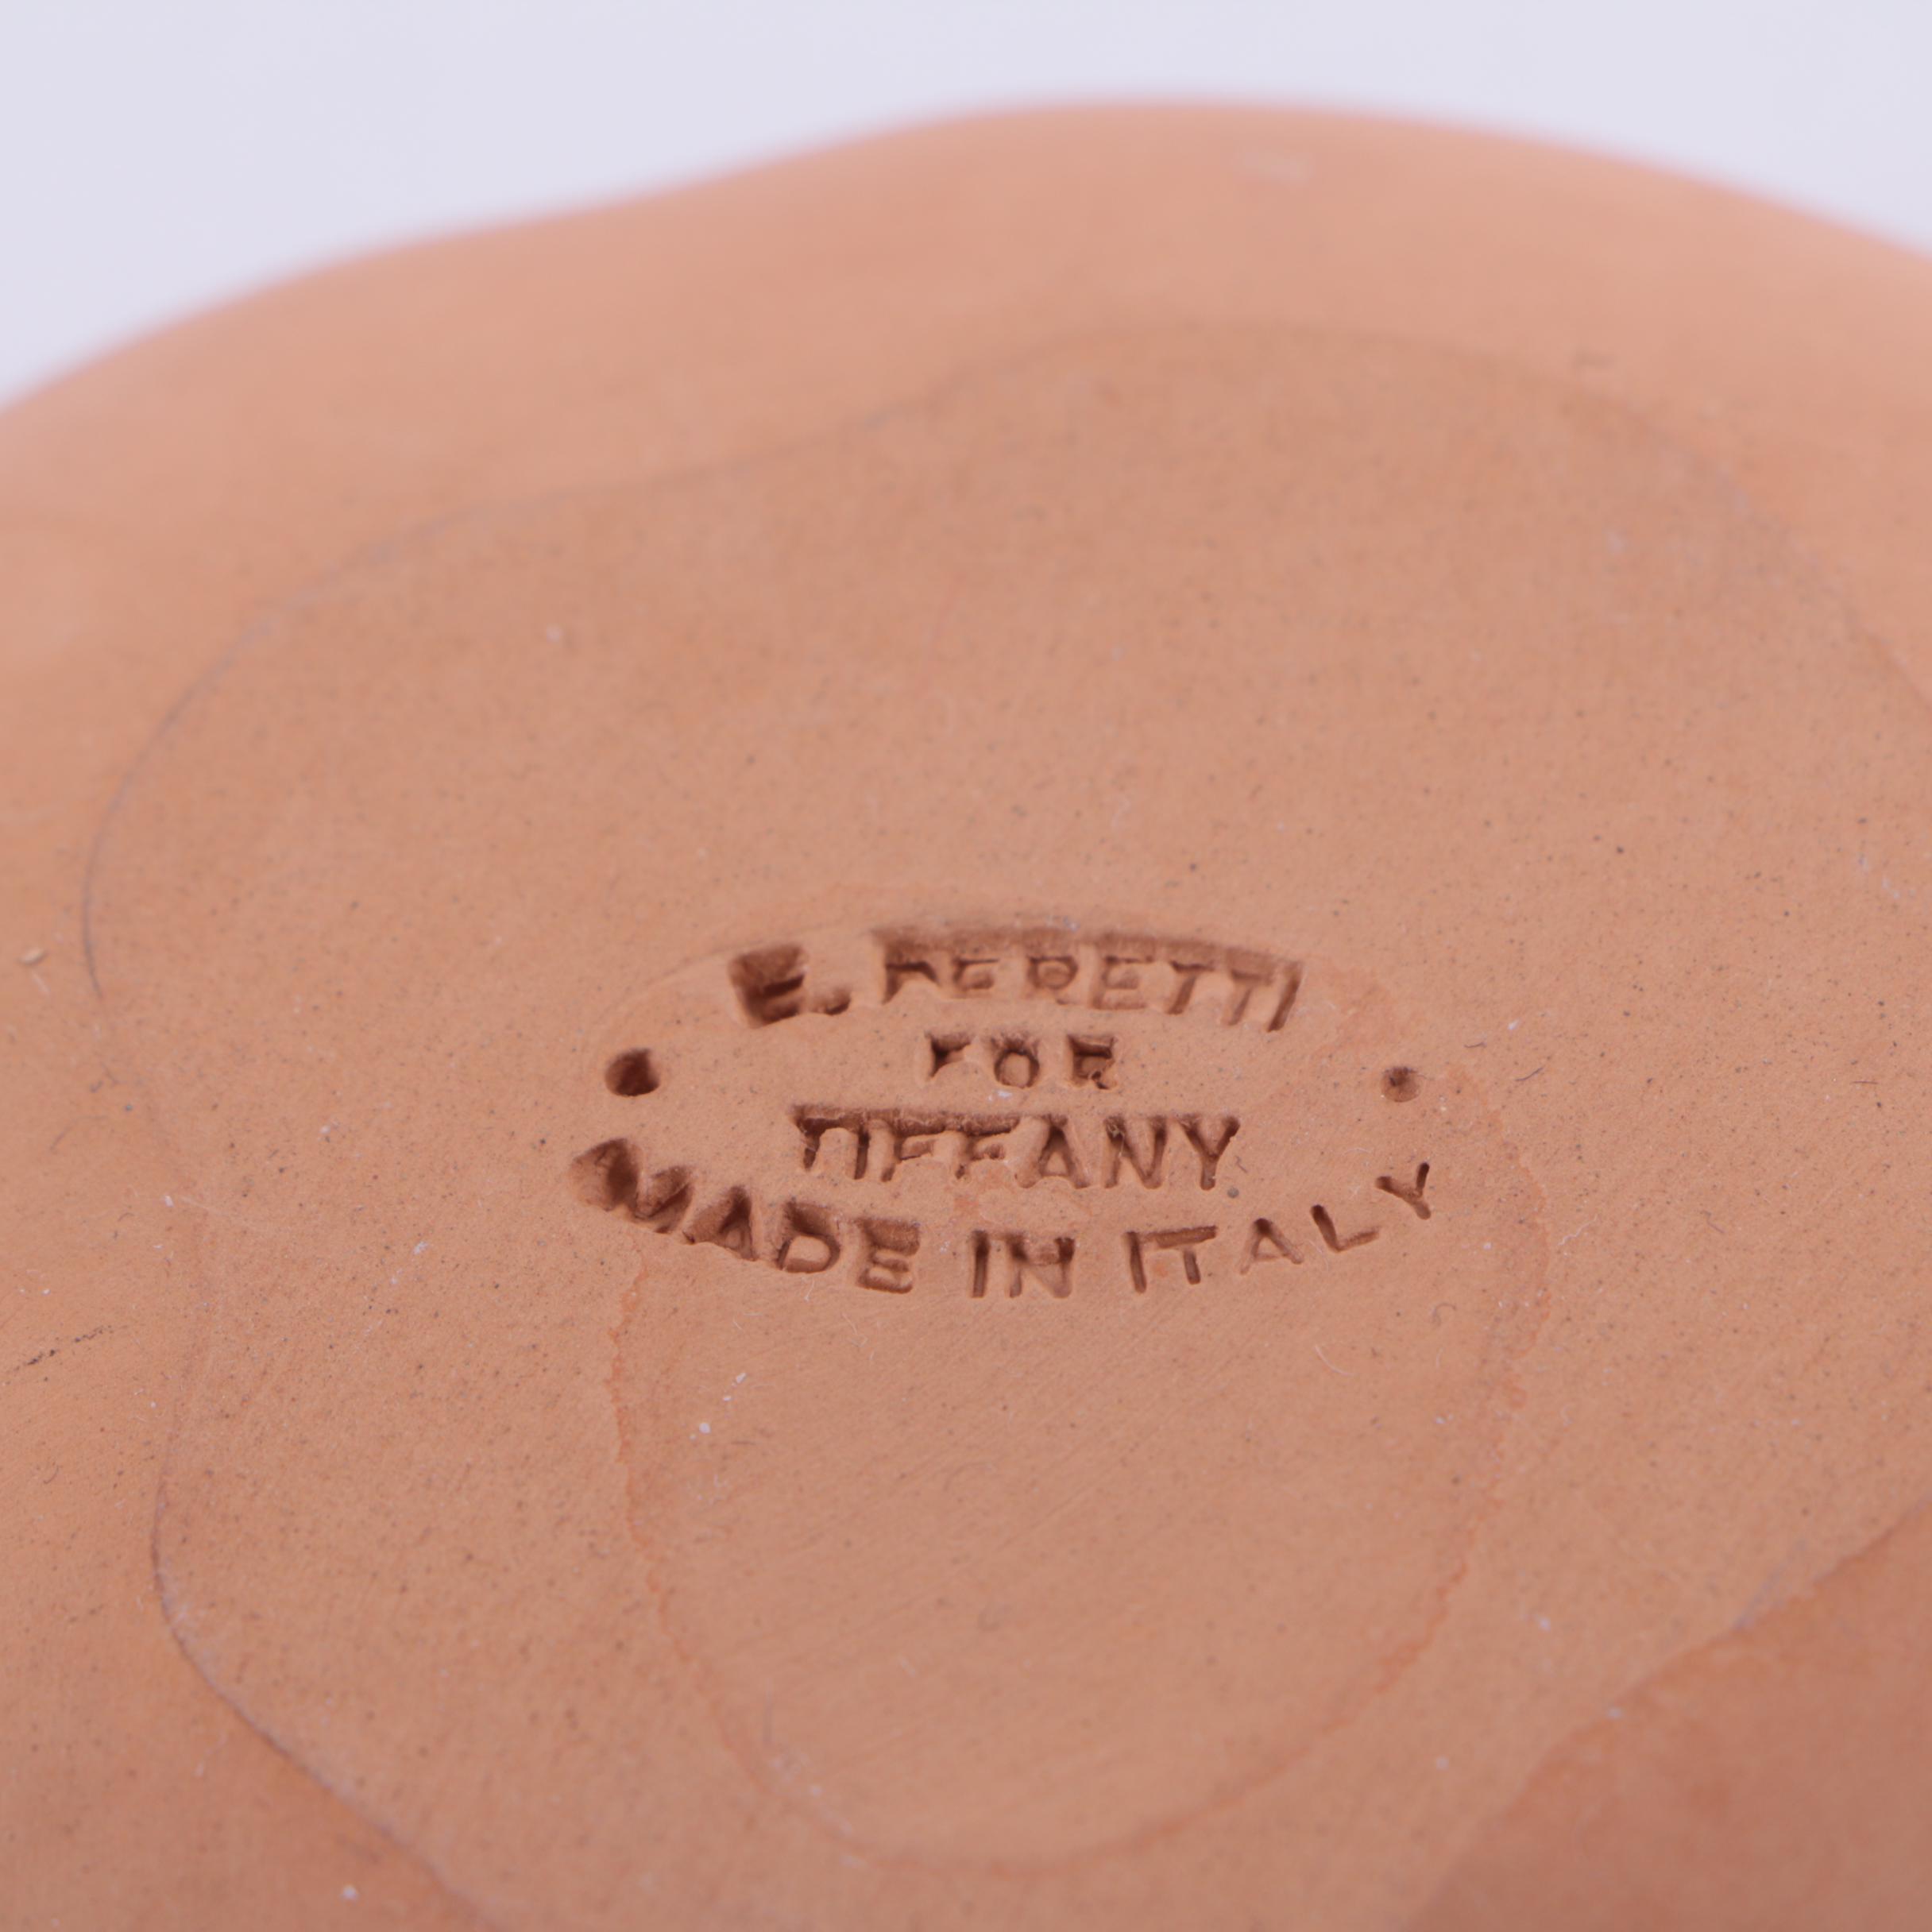 E. PERETTI
FOR
TIFFANY
MADE IN ITALY